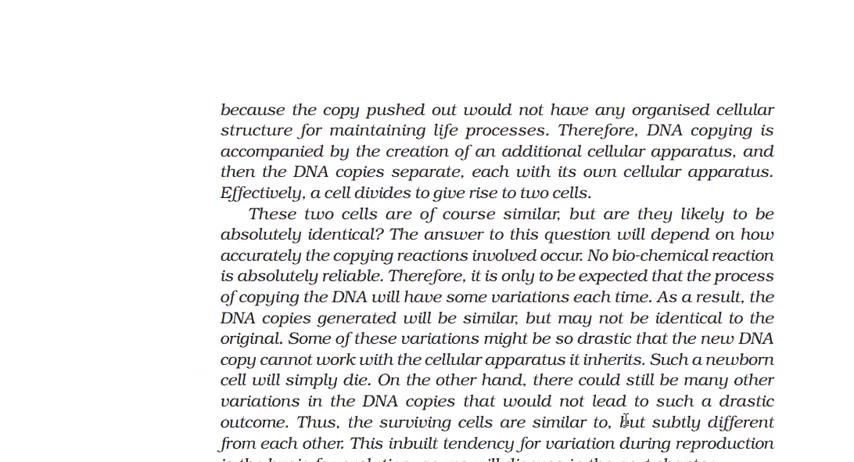 because the copy pushed out would not have any organised cellular
structure for maintaining life processes. Therefore, DNA copying is
accompanied by the creation of an additional cellular apparatus, and
then the DNA copies separate, each with its own cellular apparatus.
Effectively, a cell divides to give rise to two cells.
These two cells are of course similar, but are they likely to be
absolutely identical? The answer to this question will depend on how
accurately the copying reactions involved occur. No bio-chemical reaction
is absolutely reliable. Therefore, it is only to be expected that the process
of copying the DNA will have some variations each time. As a result, the
DNA copies generated will be similar, but may not be identical to the
original. Some of these variations might be so drastic that the new DNA
copy cannot work with the cellular apparatus it inherits. Such a newborn
cell will simply die. On the other hand, there could still be many other
variations in the DNA copies that would not lead to such a drastic
outcome. Thus, the surviving cells are similar to, but subtly different
from each other. This inbuilt tendency for variation during reproduction